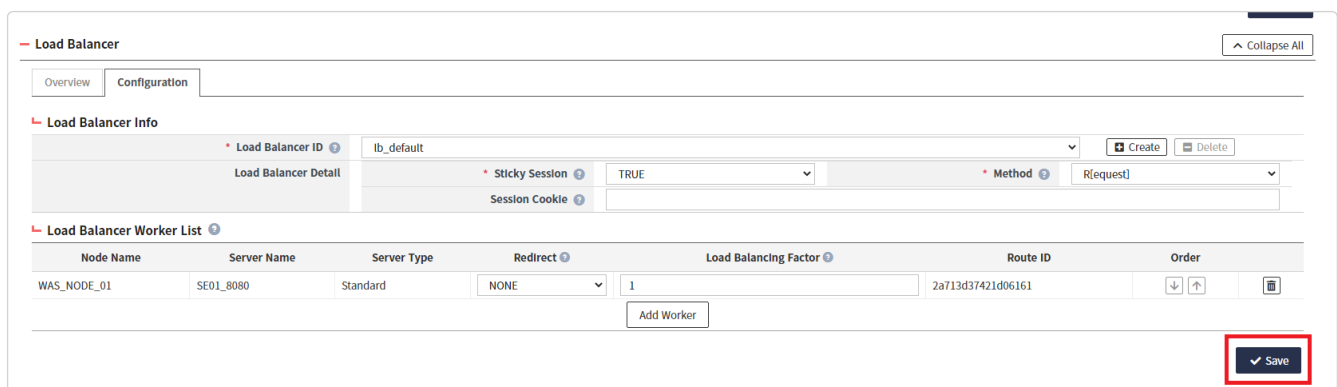 Load Balancer
Collapse All
Overview Configuration
Load Balancer Info
* Load Balancer ID ? lb_default Create Delete
Load Balancer Detail * Sticky Session ? TRUE * Method ? R[equest]
Session Cookie ?
Load Balancer Worker List ?
Node Name Server Name Server Type Redirect ? Load Balancing Factor ? Route ID Order
WAS_NODE_01 SE01_8080 Standard NONE 1 2a713d37421d06161
Add Worker
Save